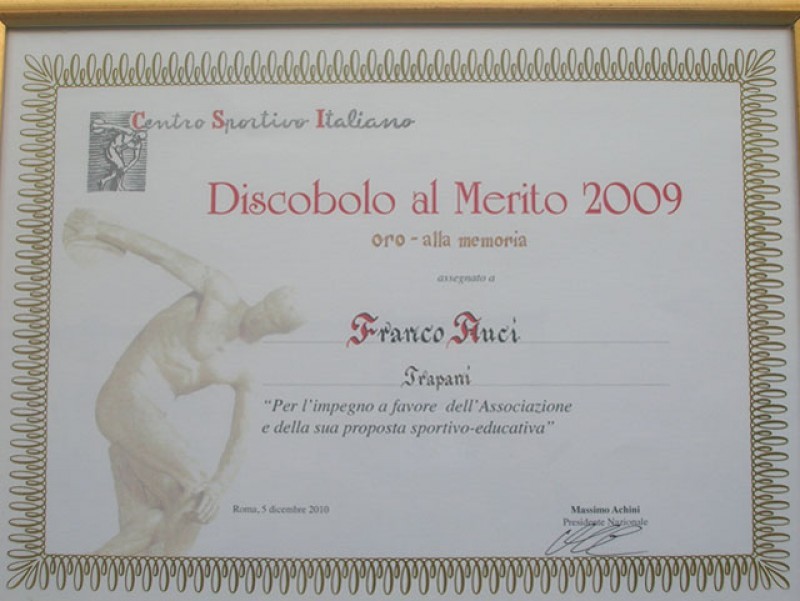 Centro Sportivo Italiano
Discobolo al Merito 2009
oro - alla memoria
assegnato a
Franco Auci
Trapani
“Per l’impegno a favore dell’Associazione
e della sua proposta sportivo-educativa”
Roma, 5 dicembre 2010
Massimo Achini
Presidente Nazionale